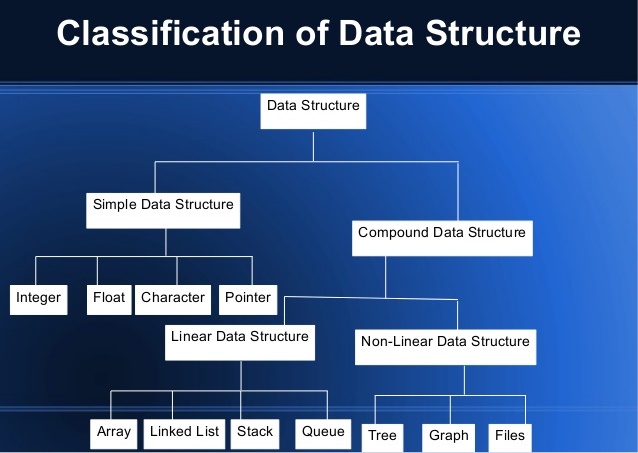 Classification of Data Structure
Data Structure
Simple Data Structure
Compound Data Structure
Integer
Float
Character
Pointer
Linear Data Structure
Non-Linear Data Structure
Array
Linked List
Stack
Queue
Tree
Graph
Files